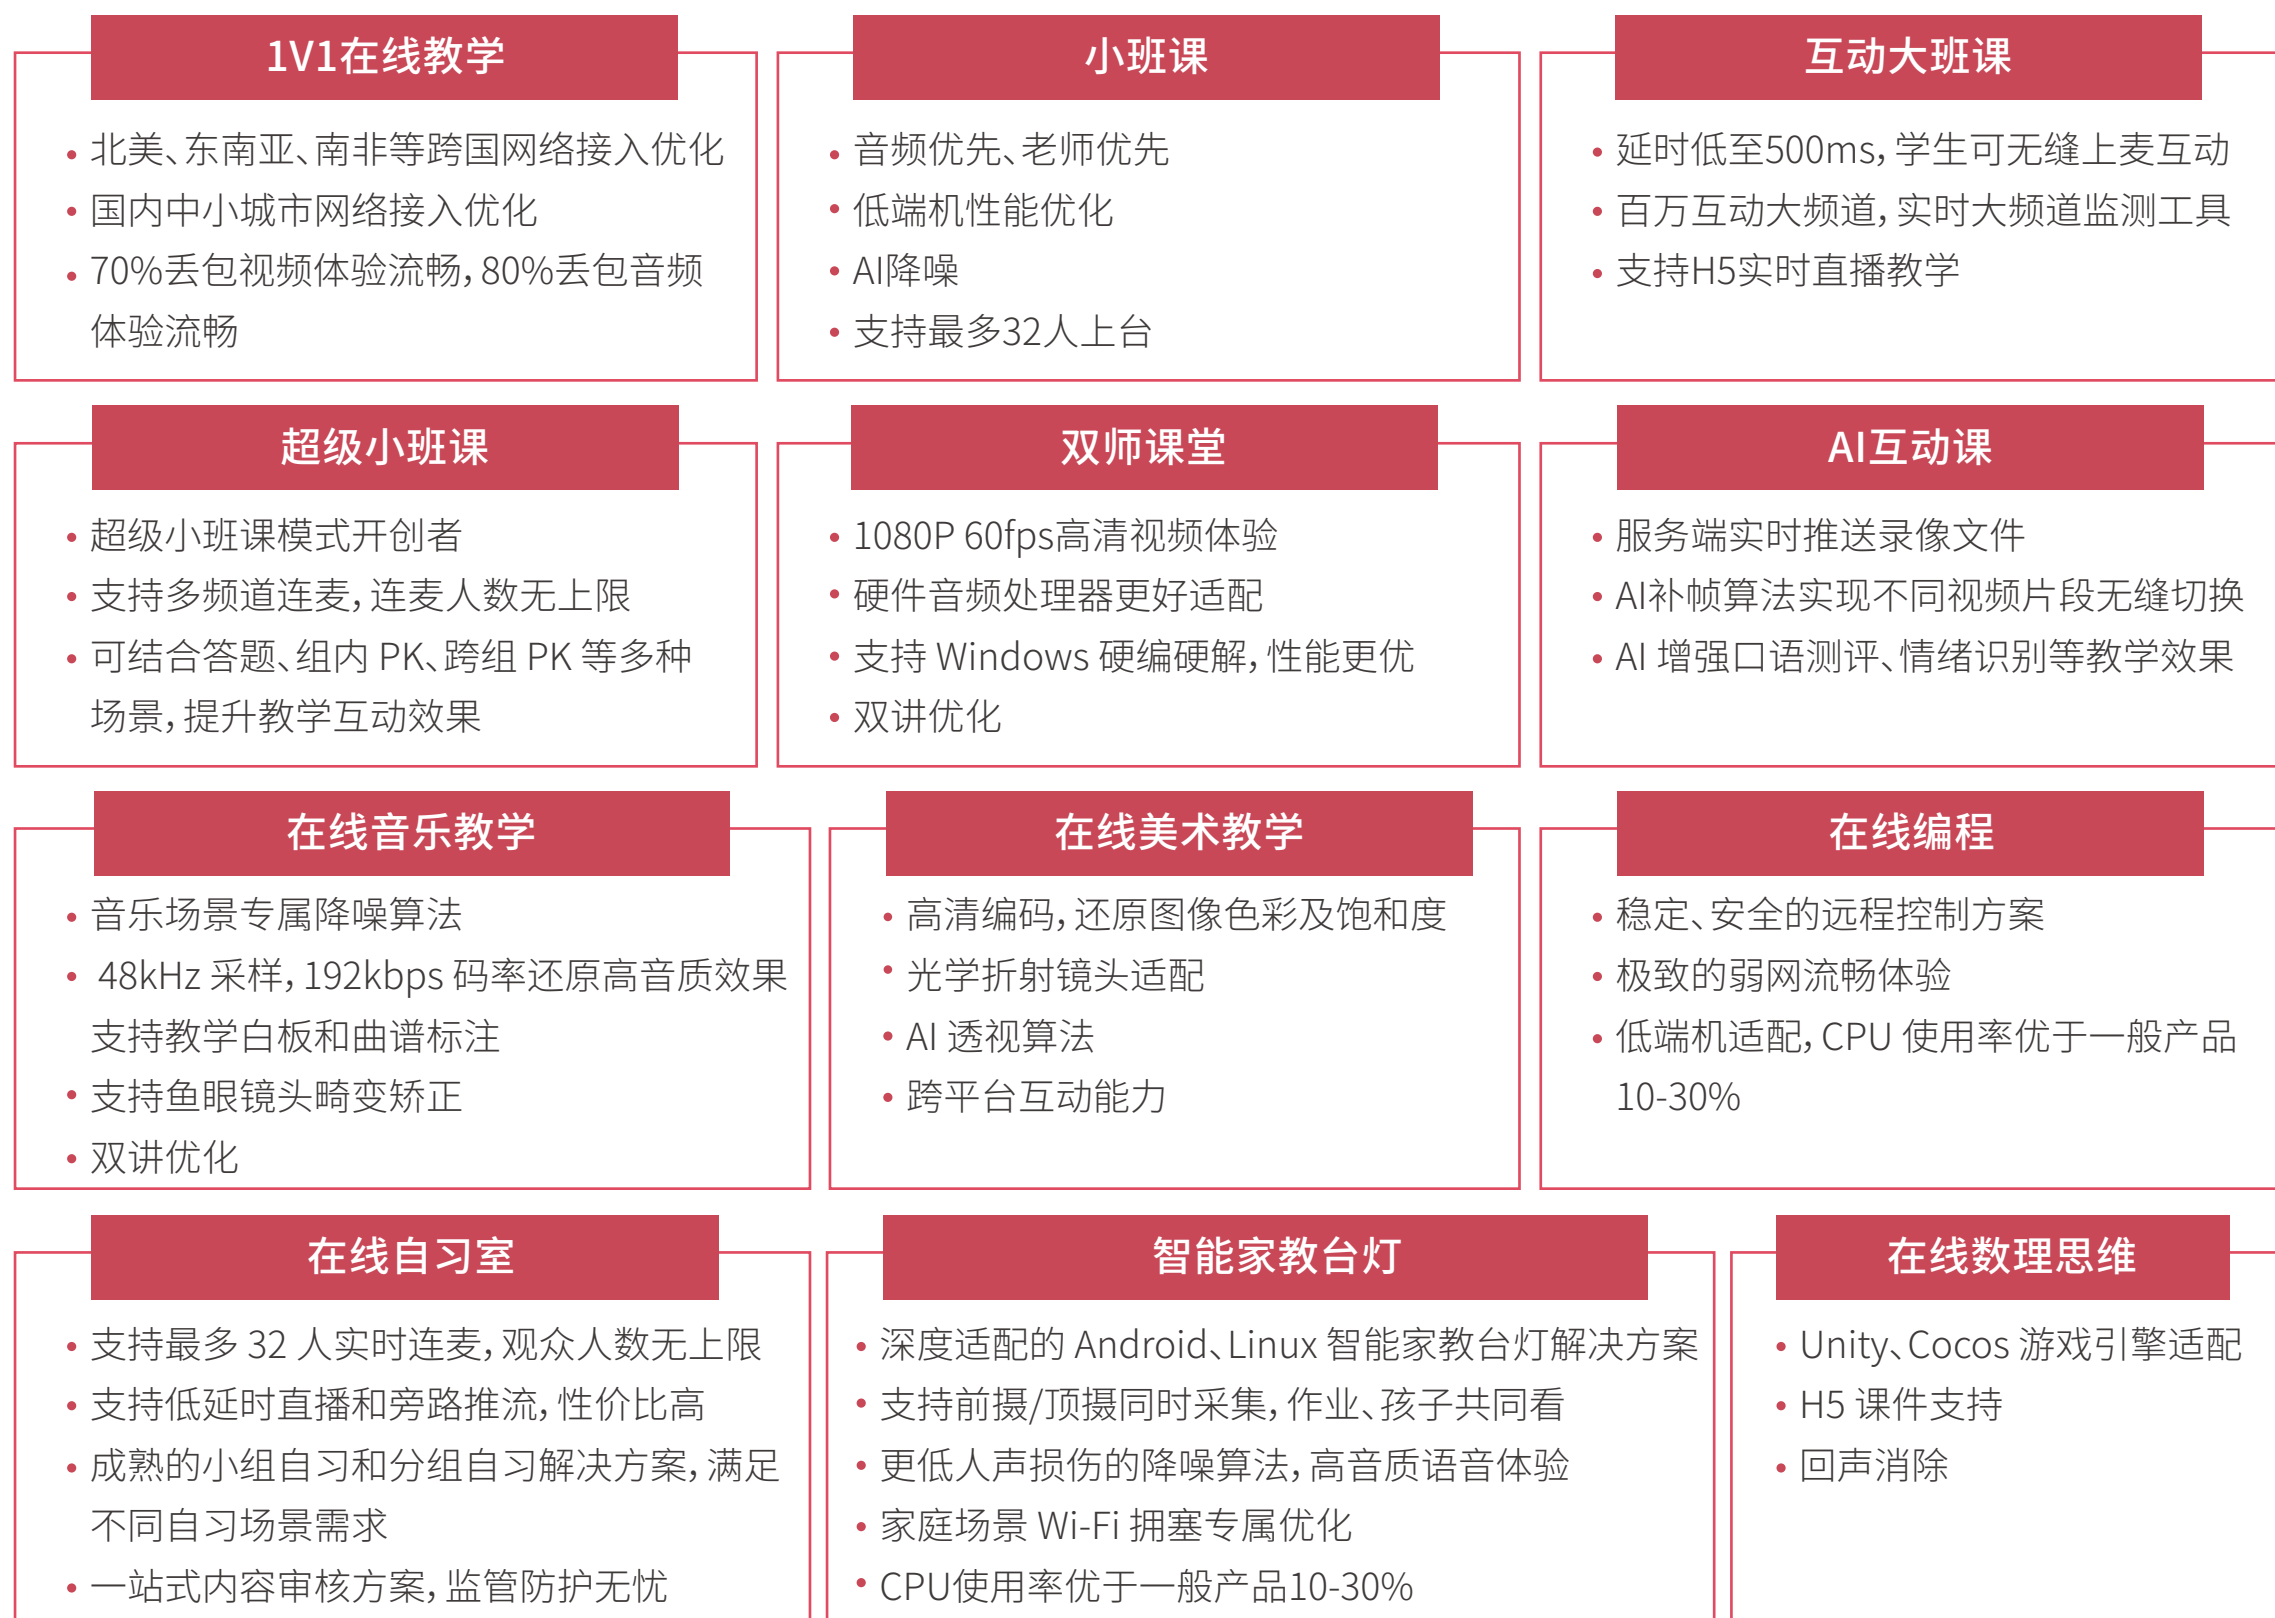 1V1在线教学
北美、东南亚、南非等跨国网络接入优化
国内中小城市网络接入优化
70%丢包视频体验流畅，80%丢包音频
体验流畅
小班课
音频优先、老师优先
低端机性能优化
AI降噪
支持最多32人上台
互动大班课
延时低至500ms，学生可无缝上麦互动
百万互动大频道，实时大频道监测工具
支持H5实时直播教学
超级小班课
超级小班课模式开创者
支持多频道连麦，连麦人数无上限
可结合答题、组内 PK、跨组 PK 等多种
场景，提升教学互动效果
双师课堂
1080P 60fps高清视频体验
硬件音频处理器更好适配
支持 Windows 硬编硬解，性能更优
双讲优化
AI互动课
服务端实时推送录像文件
AI补帧算法实现不同视频片段无缝切换
AI 增强口语测评、情绪识别等教学效果
在线音乐教学
音乐场景专属降噪算法
48kHz 采样，192kbps 码率还原高音质效果
支持教学白板和曲谱标注
支持鱼眼镜头畸变矫正
双讲优化
在线美术教学
高清编码，还原图像色彩及饱和度
光学折射镜头适配
AI 透视算法
跨平台互动能力
在线编程
稳定、安全的远程控制方案
极致的弱网流畅体验
低端机适配，CPU 使用率优于一般产品
10-30%
在线自习室
支持最多 32 人实时连麦，观众人数无上限
支持低延时直播和旁路推流，性价比高
成熟的小组自习和分组自习解决方案，满足
不同自习场景需求
一站式内容审核方案，监管防护无忧
智能家教台灯
深度适配的 Android、Linux 智能家教台灯解决方案
支持前摄/顶摄同时采集，作业、孩子共同看
更低人声损伤的降噪算法，高音质语音体验
家庭场景 Wi-Fi 拥塞专属优化
CPU使用率优于一般产品10-30%
在线数理思维
Unity、Cocos 游戏引擎适配
H5 课件支持
回声消除